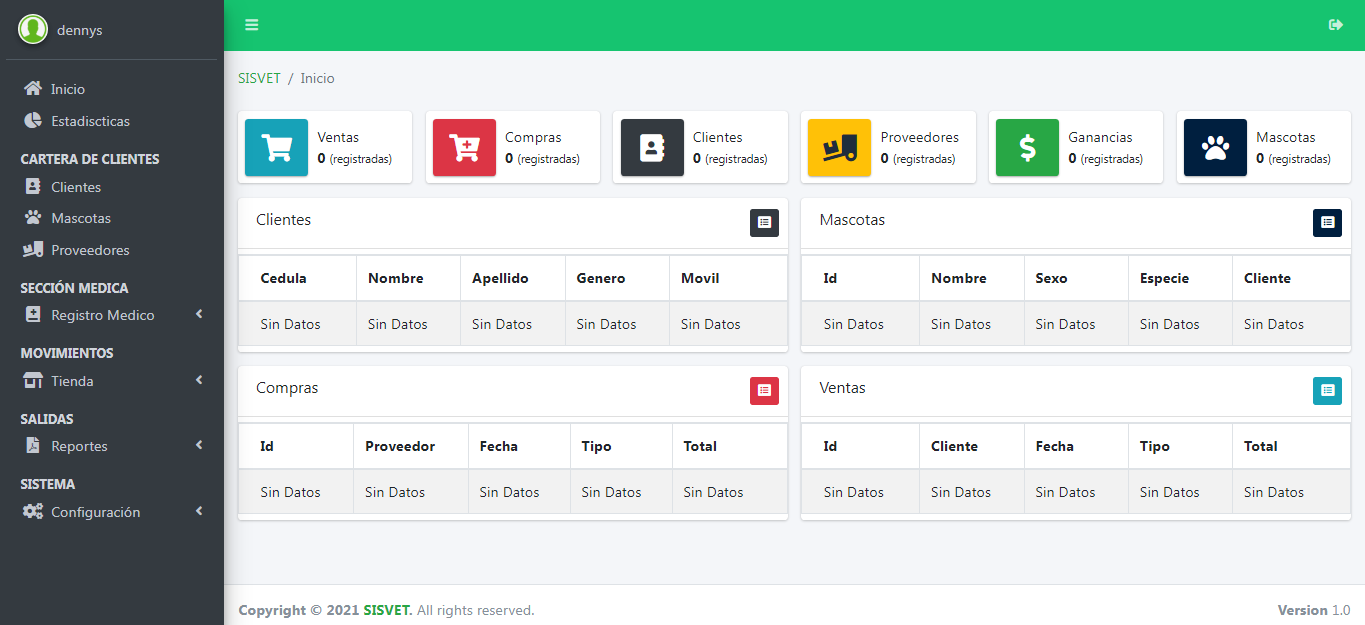 dennys
Inicio
Estadiscticas
CARTERA DE CLIENTES
Clientes
Mascotas
Proveedores
SECCIÓN MEDICA
Registro Medico
MOVIMIENTOS
Tienda
SALIDAS
Reportes
SISTEMA
Configuración
SISVET / Inicio
Ventas
0 (registradas)
Compras
0 (registradas)
Clientes
0 (registradas)
Proveedores
0 (registradas)
Ganancias
0 (registradas)
Mascotas
0 (registradas)
Clientes
Cedula Nombre Apellido Genero Movil
Sin Datos Sin Datos Sin Datos Sin Datos Sin Datos
Mascotas
Id Nombre Sexo Especie Cliente
Sin Datos Sin Datos Sin Datos Sin Datos Sin Datos
Compras
Id Proveedor Fecha Tipo Total
Sin Datos Sin Datos Sin Datos Sin Datos Sin Datos
Ventas
Id Cliente Fecha Tipo Total
Sin Datos Sin Datos Sin Datos Sin Datos Sin Datos
Copyright © 2021 SISVET. All rights reserved.
Version 1.0